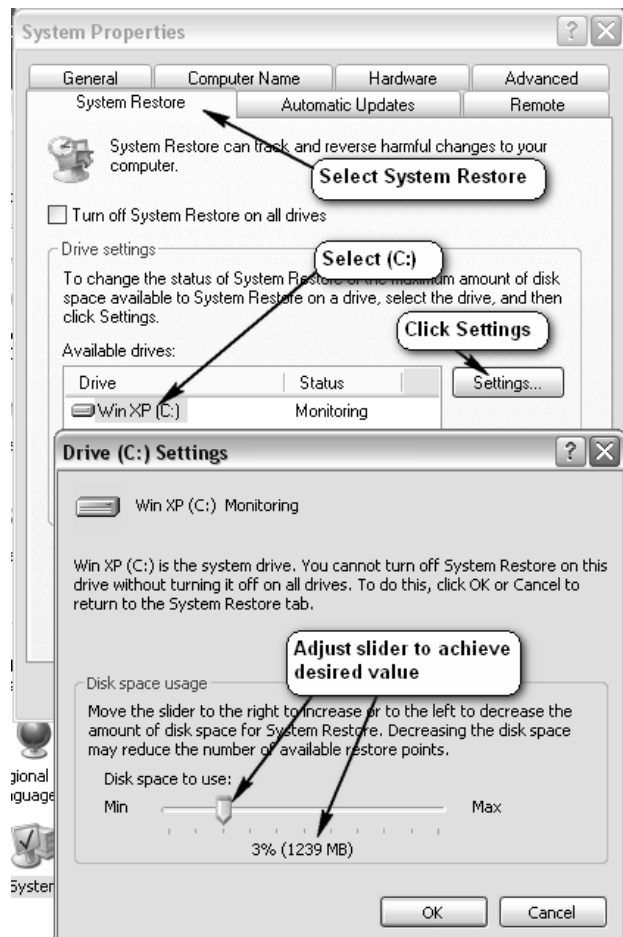 System Properties
General Computer Name Hardware Advanced
System Restore Automatic Updates Remote
System Restore can track and reverse harmful changes to your
computer.
Select System Restore
Turn off System Restore on all drives
Drive settings
Select (C:)
To change the status of System Restore or the maximum amount of disk
space available to System Restore on a drive, select the drive, and then
click Settings.
Click Settings
Available drives:
Drive Status
Settings...
Win XP (C:) Monitoring
Drive (C:) Settings
Win XP (C:) Monitoring
Win XP (C:) is the system drive. You cannot turn off System Restore on this
drive without turning it off on all drives. To do this, click OK or Cancel to
return to the System Restore tab.
Adjust slider to achieve
desired value
Disk space usage
Move the slider to the right to increase or to the left to decrease the
amount of disk space for System Restore. Decreasing the disk space
may reduce the number of available restore points.
Disk space to use:
Min Max
3% (1239 MB)
gional
iguage
System
OK Cancel